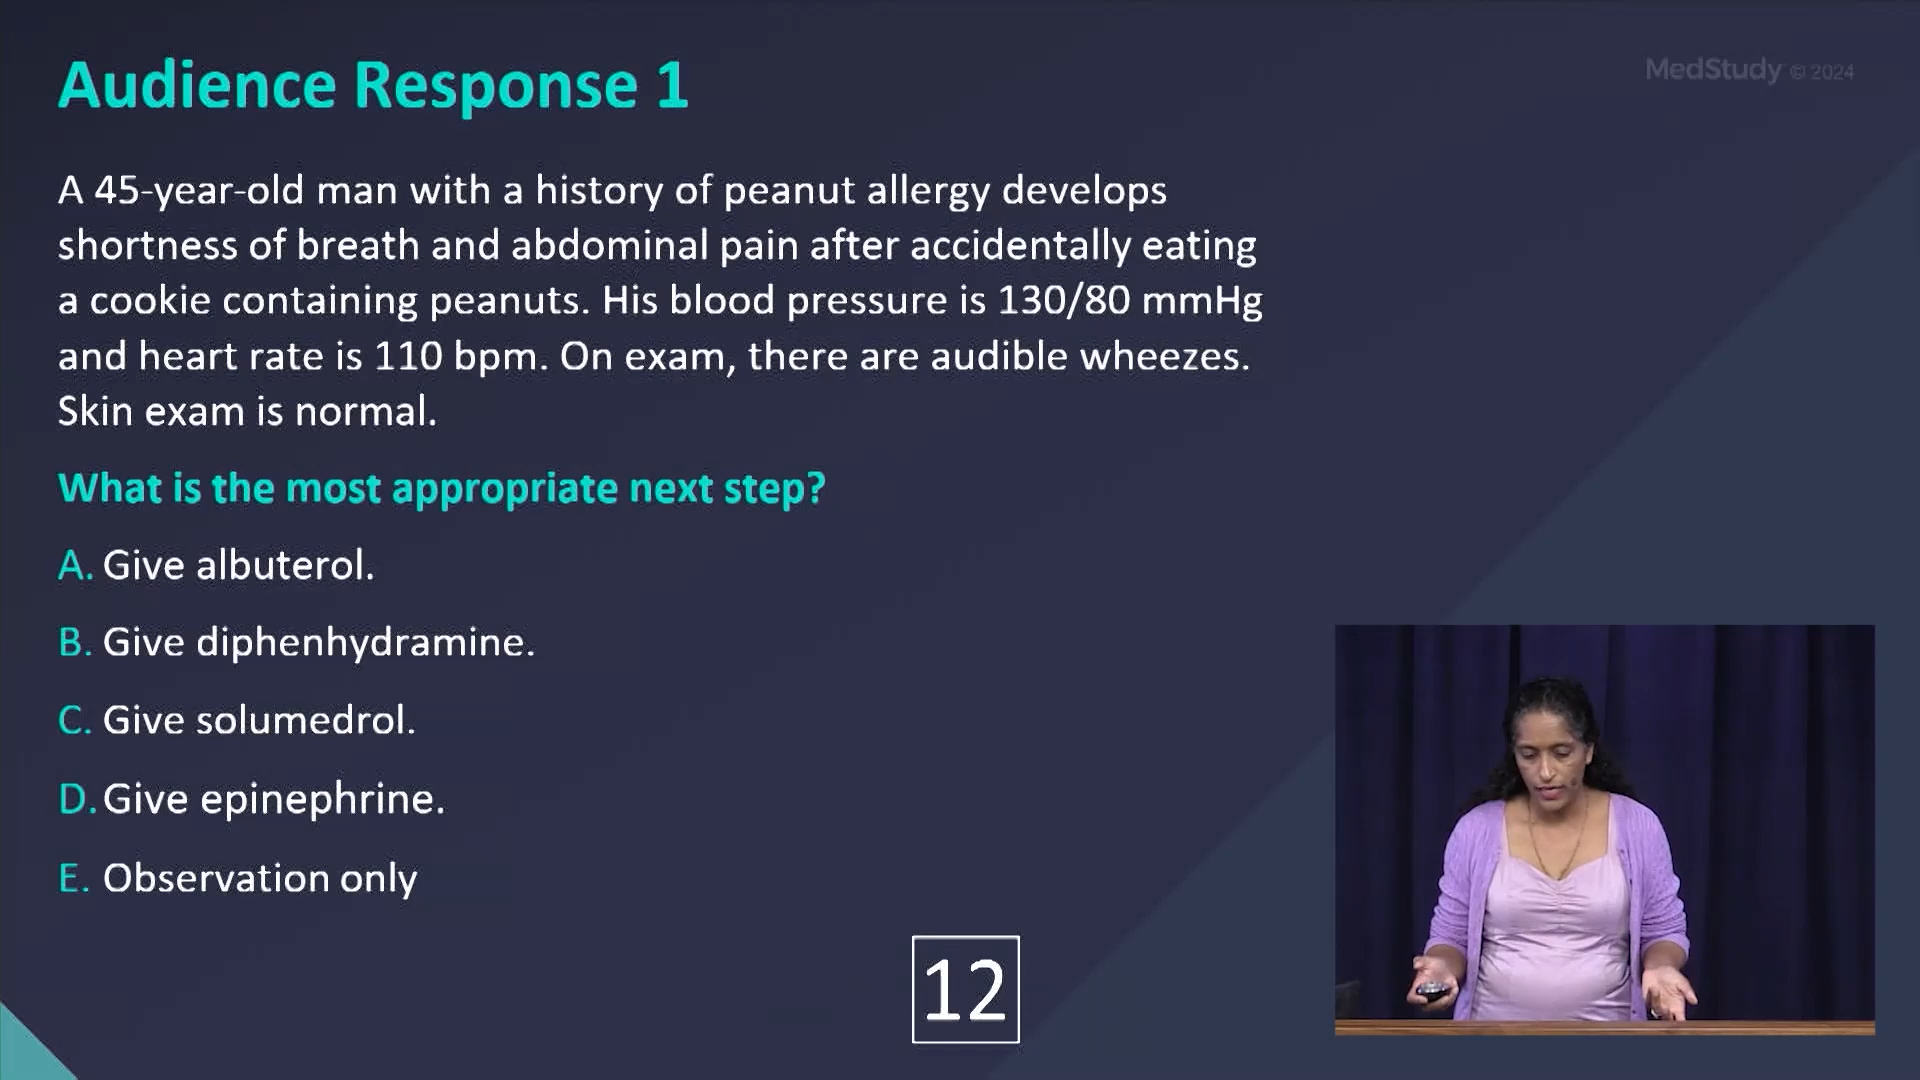 Audience Response 1
MedStudy © 2024
A 45-year-old man with a history of peanut allergy develops
shortness of breath and abdominal pain after accidentally eating
a cookie containing peanuts. His blood pressure is 130/80 mmHg
and heart rate is 110 bpm. On exam, there are audible wheezes.
Skin exam is normal.
What is the most appropriate next step?
A. Give albuterol.
B. Give diphenhydramine.
C. Give solumedrol.
D. Give epinephrine.
E. Observation only
12